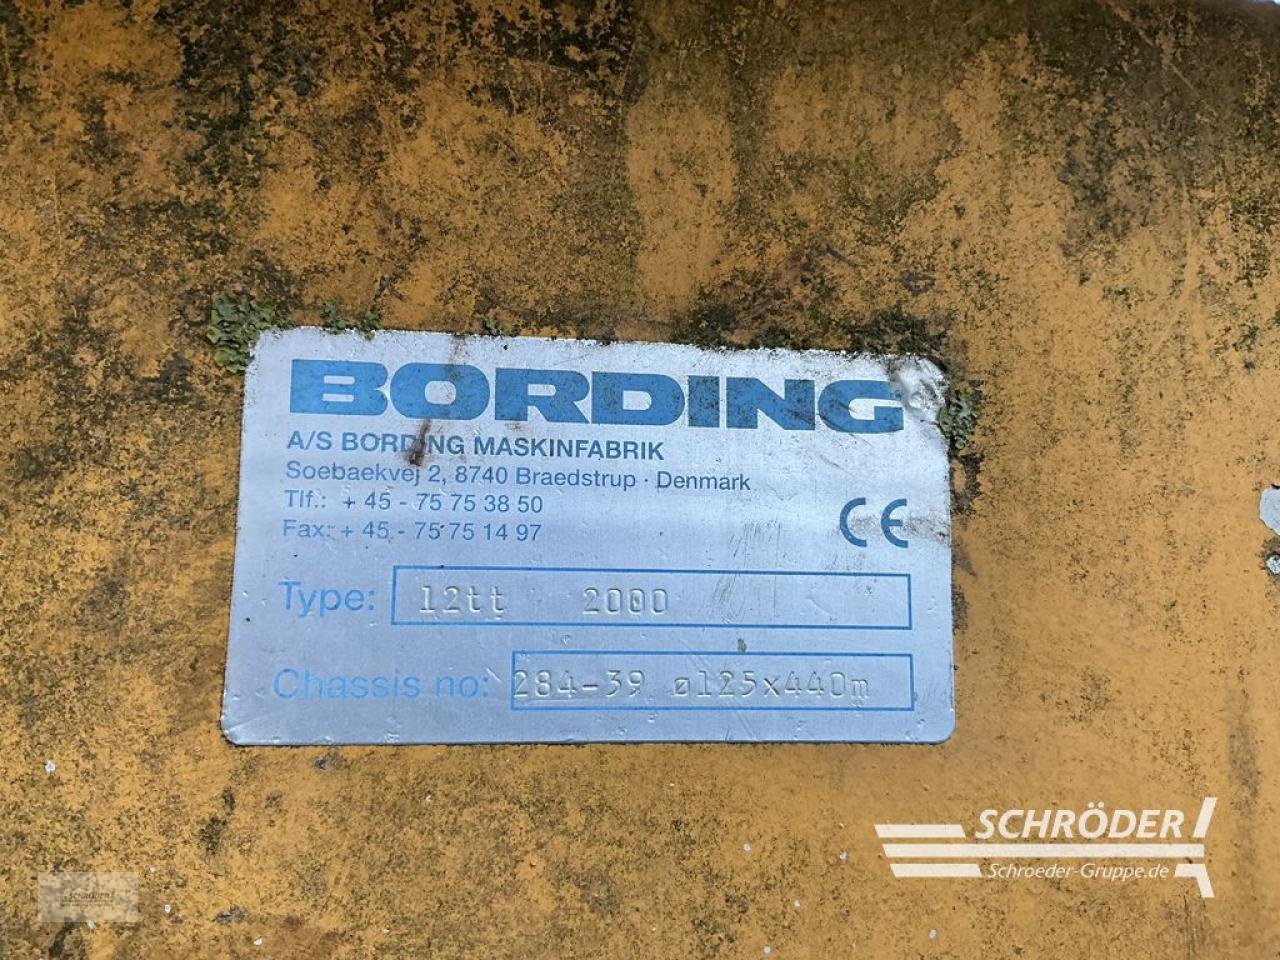 BORDING
A/S BORDING MASKINFABRIK
Soebaekvej 2, 8740 Braedstrup · Denmark
Tlf.: + 45 - 75 75 38 50
Fax: + 45 - 75 75 14 97
CE
Type: 12tt 2000
Chassis no: 284-39 ø125x440m
SCHRÖDER
Schroeder-Gruppe.de
SCHRÖDER